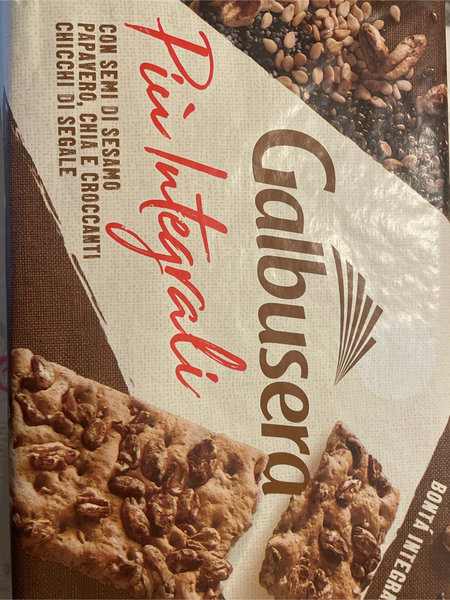 Galbusera
Più Integrali
CON SEMI DI SESAMO
PAPAVERO, CHIA E CROCCANTI
CHICCHI DI SEGALE
BONTÀ INTEGRA